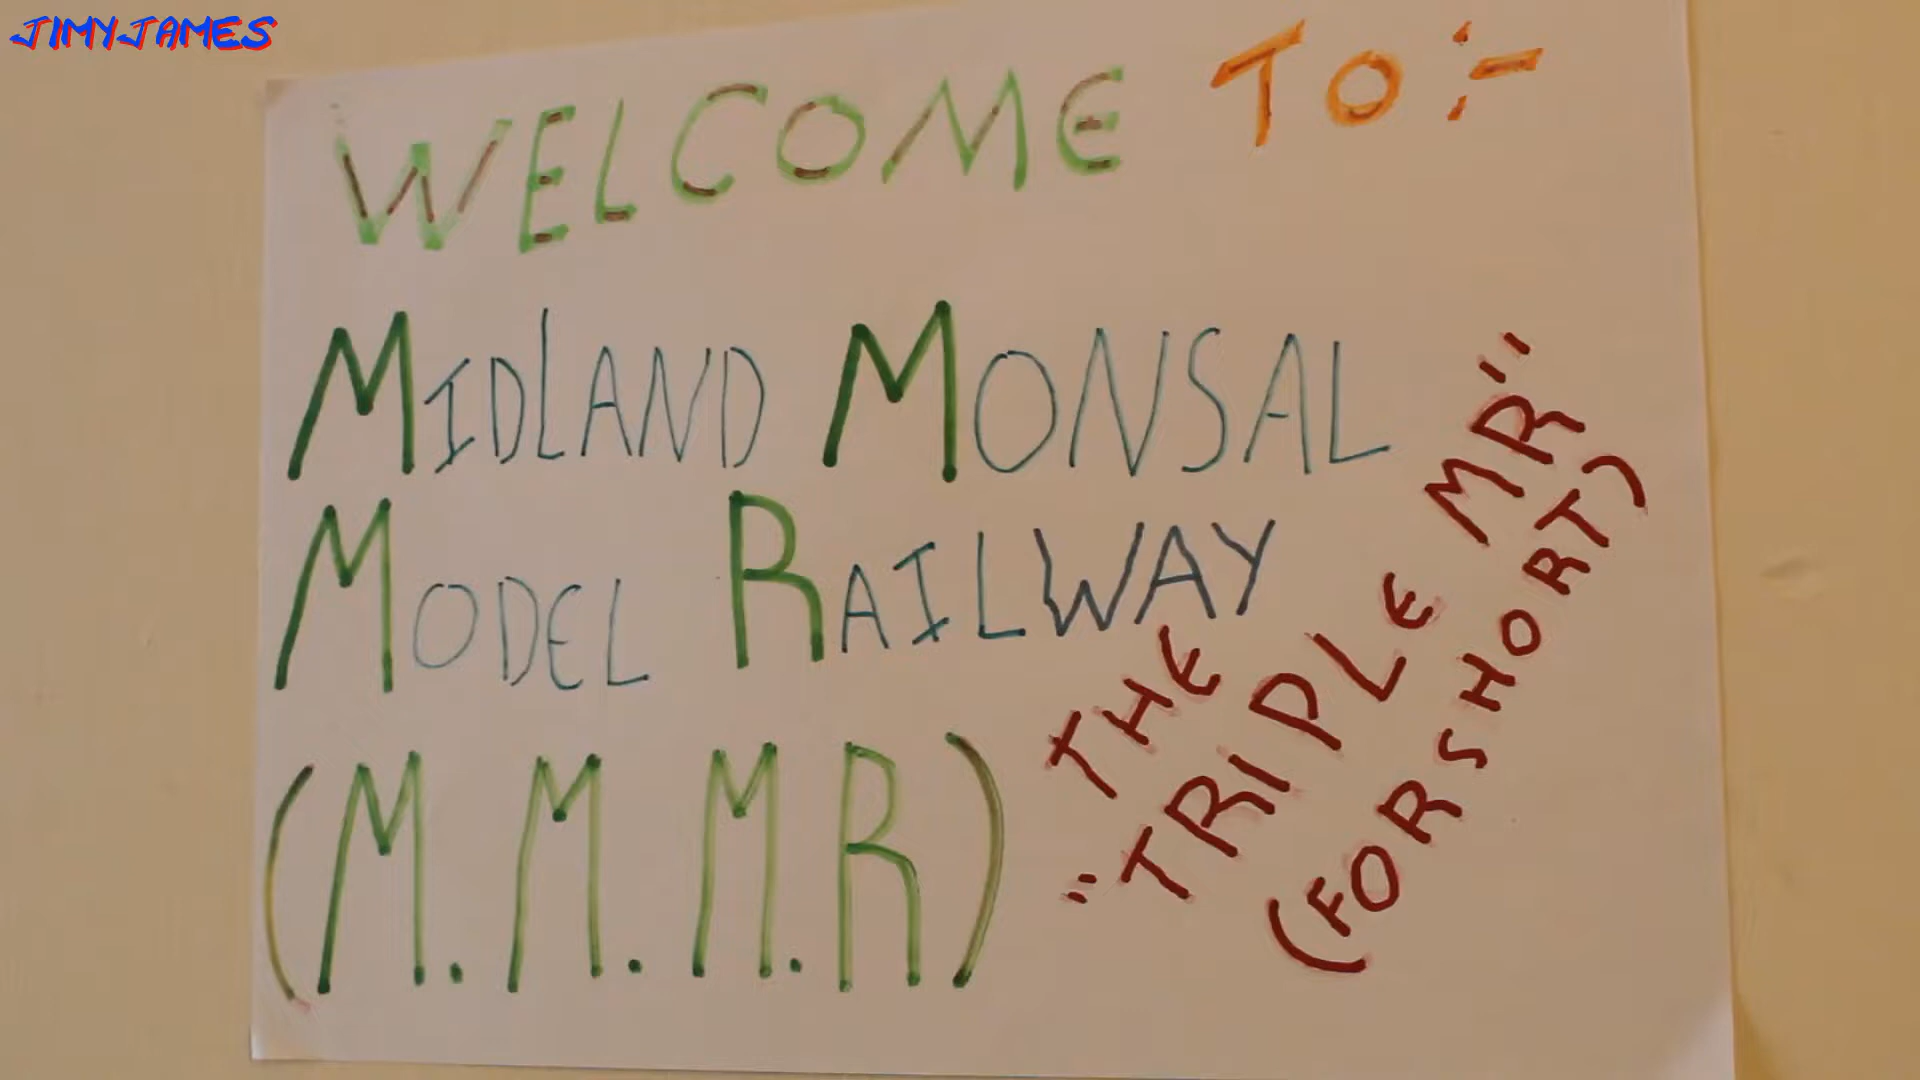 JIMYJAMES
WELCOME TO:-
MIDLAND MONSAL
MODEL RAILWAY
(M.M.M.R)
THE
"TRIPLE MR"
(FOR SHORT)